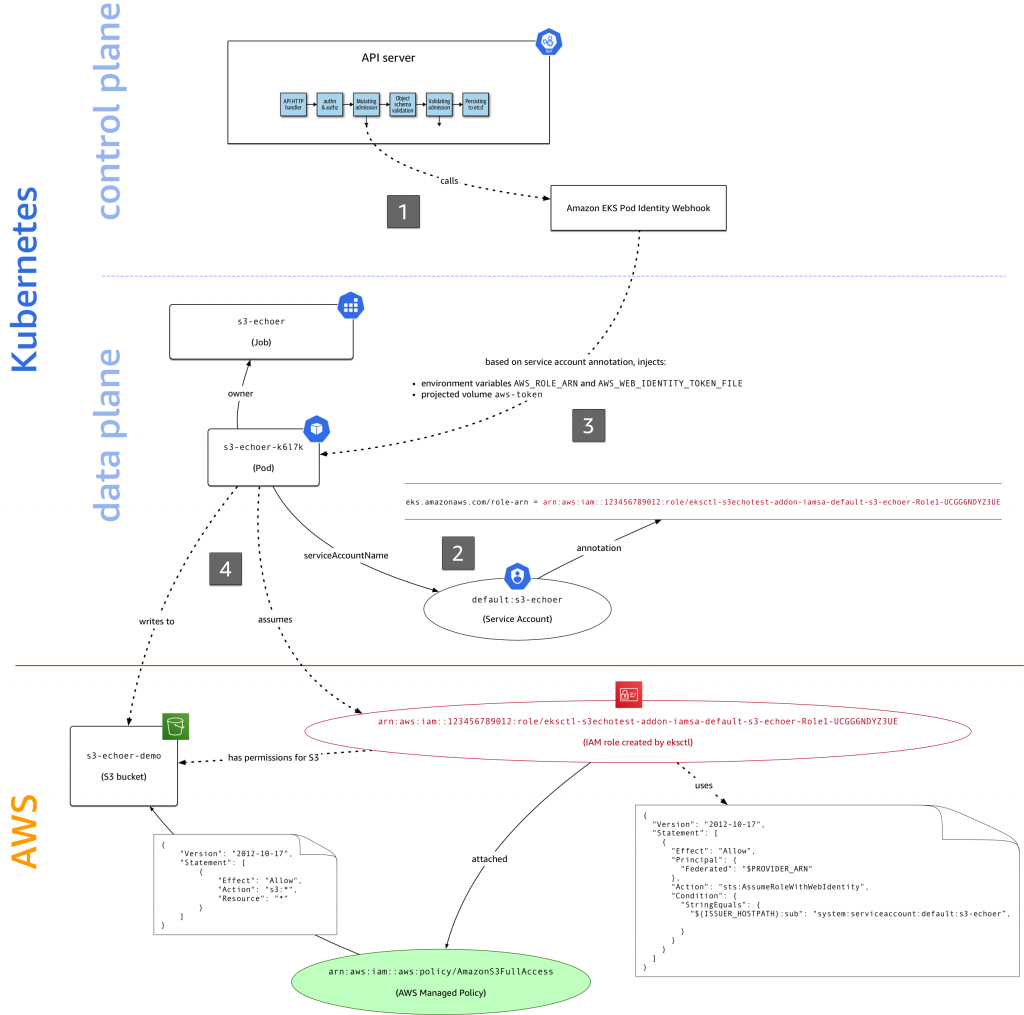 control plane
Kubernetes
data plane
AWS
API server
API HTTP
handler
authn
& authz
Mutating
admission
Object
schema
validation
Validating
admission
Persisting
to etcd
calls
1
Amazon EKS Pod Identity Webhook
s3-echoer
(Job)
owner
based on service account annotation, injects:
• environment variables AWS_ROLE_ARN and AWS_WEB_IDENTITY_TOKEN_FILE
• projected volume aws-token
3
s3-echoer-k6l7k
(Pod)
eks.amazonaws.com/role-arn = arn:aws:iam::123456789012:role/eksctl-s3echotest-addon-iamsa-default-s3-echoer-Role1-UCGG6NDYZ3UE
serviceAccountName
2
annotation
4
default:s3-echoer
(Service Account)
writes to
assumes
arn:aws:iam::123456789012:role/eksctl-s3echotest-addon-iamsa-default-s3-echoer-Role1-UCGG6NDYZ3UE
(IAM role created by eksctl)
s3-echoer-demo
(S3 bucket)
has permissions for S3
uses
attached
{
"Version": "2012-10-17",
"Statement": [
{
"Effect": "Allow",
"Action": "s3:*",
"Resource": "*"
}
]
}
{
"Version": "2012-10-17",
"Statement": [
{
"Effect": "Allow",
"Principal": {
"Federated": "$PROVIDER_ARN"
},
"Action": "sts:AssumeRoleWithWebIdentity",
"Condition": {
"StringEquals": {
"${ISSUER_HOSTPATH}:sub": "system:serviceaccount:default:s3-echoer",
}
}
}
]
}
arn:aws:iam::aws:policy/AmazonS3FullAccess
(AWS Managed Policy)